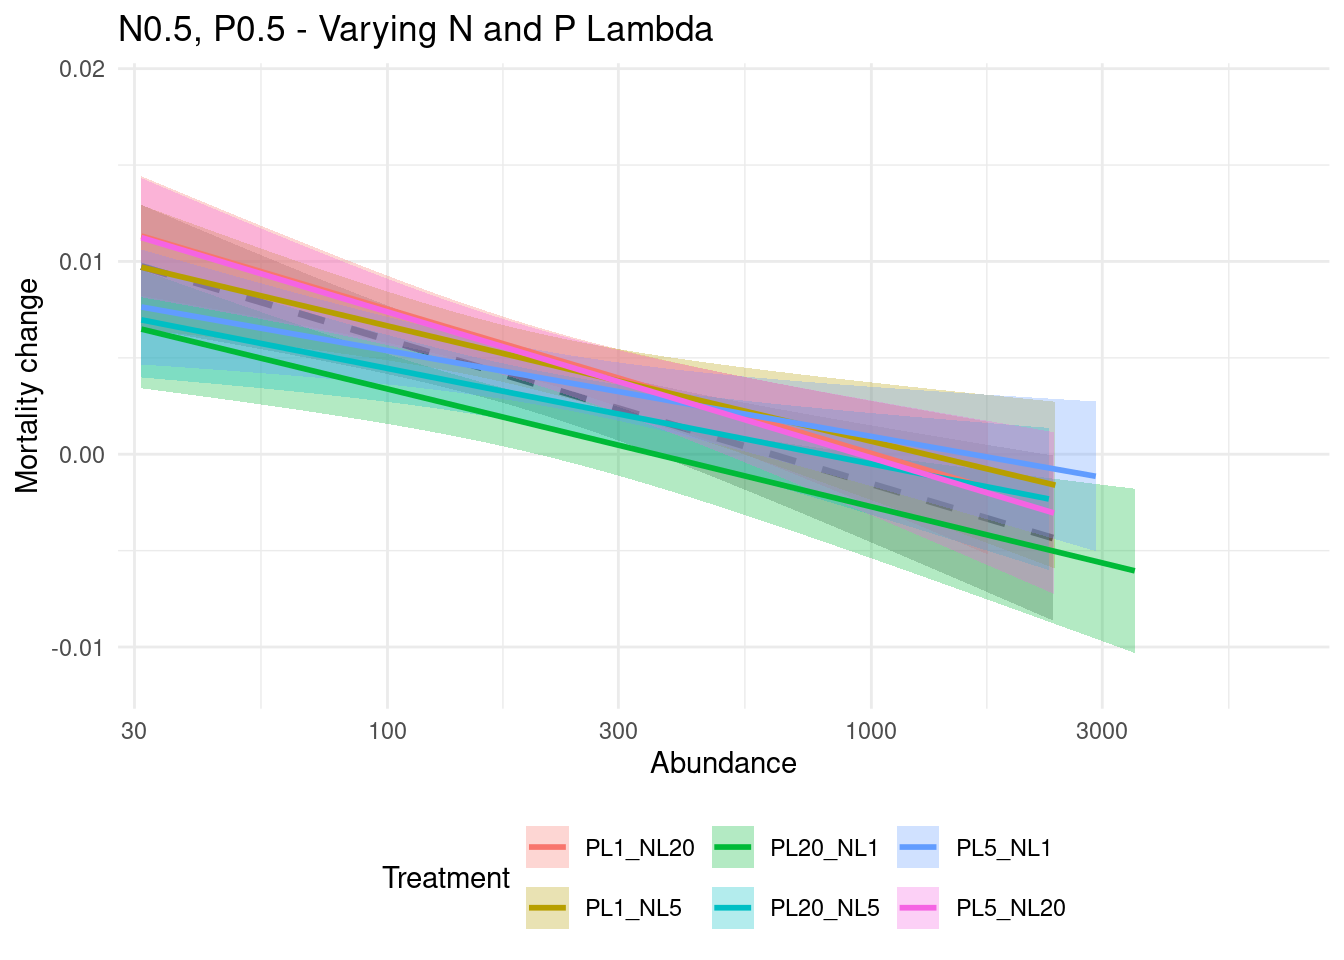 N0.5, P0.5 - Varying N and P Lambda
0.02
0.01
0.00
-0.01
Mortality change
30 100 300 1000 3000
Abundance
Treatment
PL1_NL20 PL20_NL1 PL5_NL1
PL1_NL5 PL20_NL5 PL5_NL20